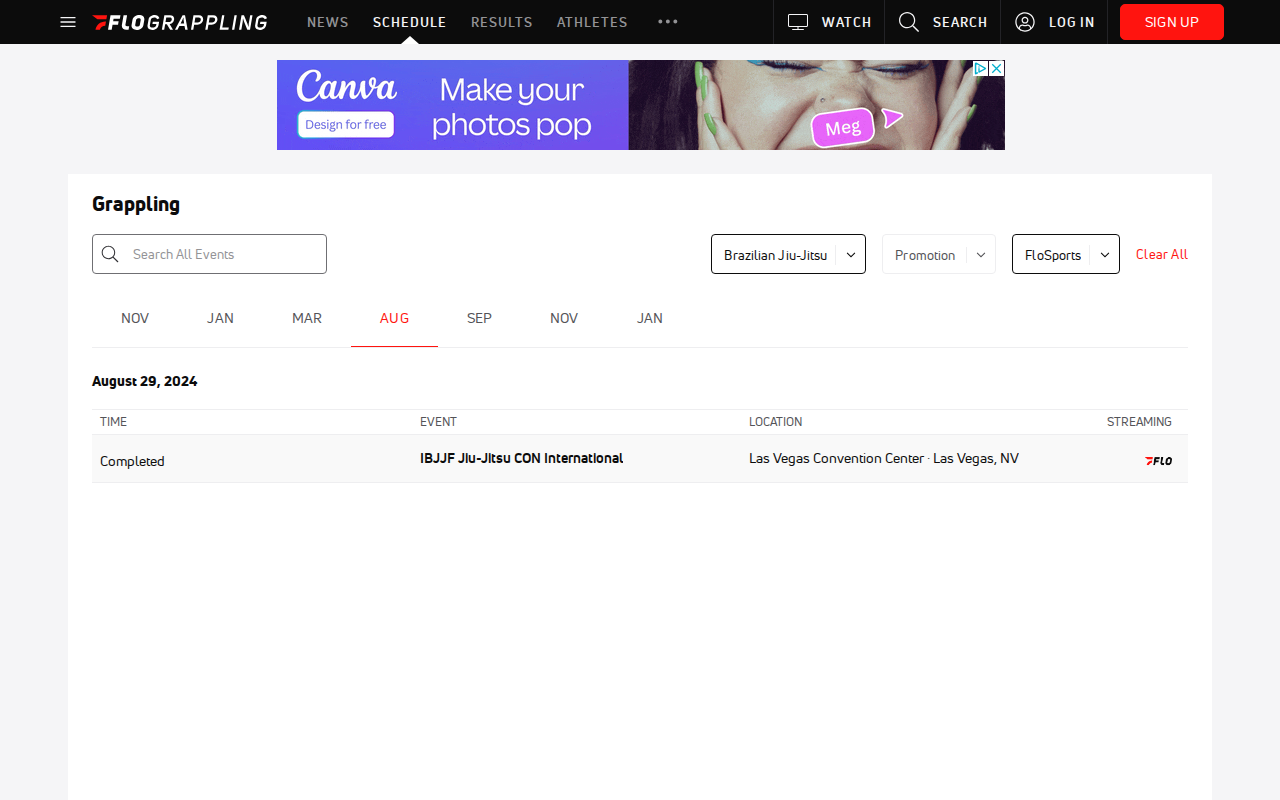 FLOGRAPPLING NEWS SCHEDULE RESULTS ATHLETES WATCH SEARCH LOG IN SIGN UP
Canva
Design for free
Make your
photos pop
Meg
Grappling
Search All Events
Brazilian Jiu-Jitsu
Promotion
FloSports
Clear All
NOV JAN MAR AUG SEP NOV JAN
August 29, 2024
TIME EVENT LOCATION STREAMING
Completed IBJJF Jiu-Jitsu CON International Las Vegas Convention Center · Las Vegas, NV FLO